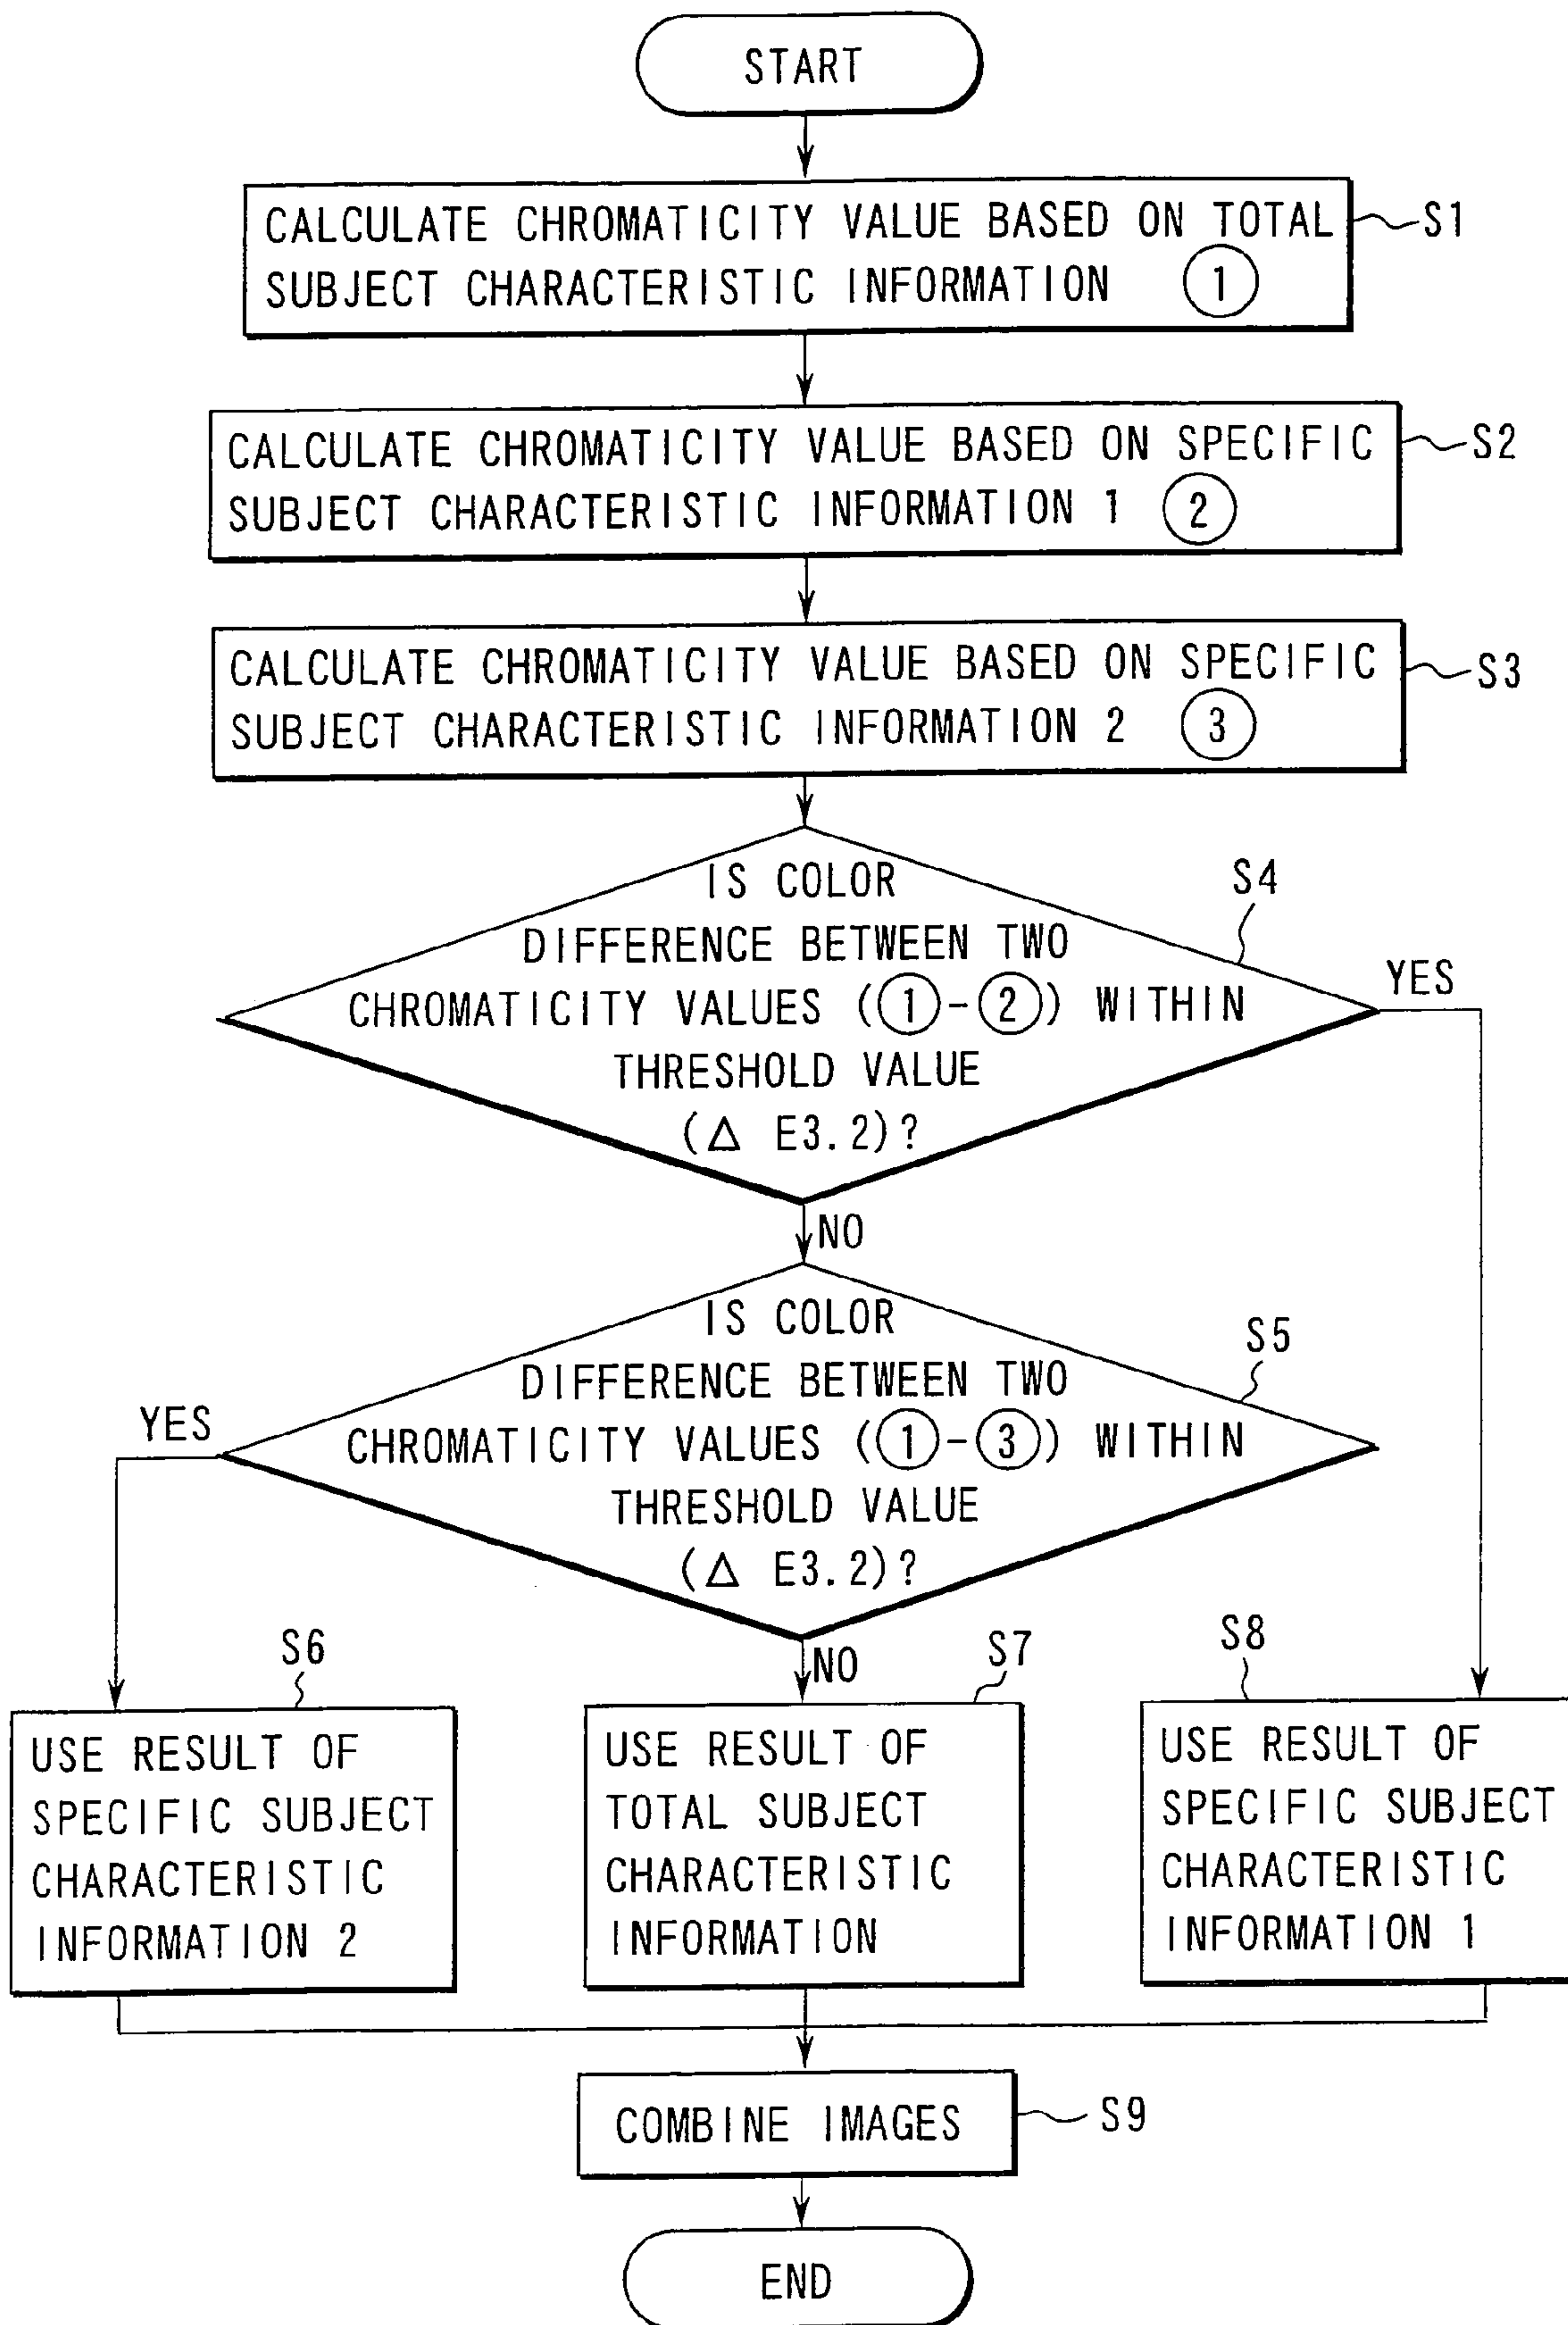 START
CALCULATE CHROMATICITY VALUE BASED ON TOTAL
SUBJECT CHARACTERISTIC INFORMATION ①
S1
CALCULATE CHROMATICITY VALUE BASED ON SPECIFIC
SUBJECT CHARACTERISTIC INFORMATION 1 ②
S2
CALCULATE CHROMATICITY VALUE BASED ON SPECIFIC
SUBJECT CHARACTERISTIC INFORMATION 2 ③
S3
IS COLOR
DIFFERENCE BETWEEN TWO
CHROMATICITY VALUES (①-②) WITHIN
THRESHOLD VALUE
(△ E3.2)?
S4
YES
NO
IS COLOR
DIFFERENCE BETWEEN TWO
CHROMATICITY VALUES (①-③) WITHIN
THRESHOLD VALUE
(△ E3.2)?
S5
YES
NO
S6
USE RESULT OF
SPECIFIC SUBJECT
CHARACTERISTIC
INFORMATION 2
S7
USE RESULT OF
TOTAL SUBJECT
CHARACTERISTIC
INFORMATION
S8
USE RESULT OF
SPECIFIC SUBJECT
CHARACTERISTIC
INFORMATION 1
COMBINE IMAGES
S9
END